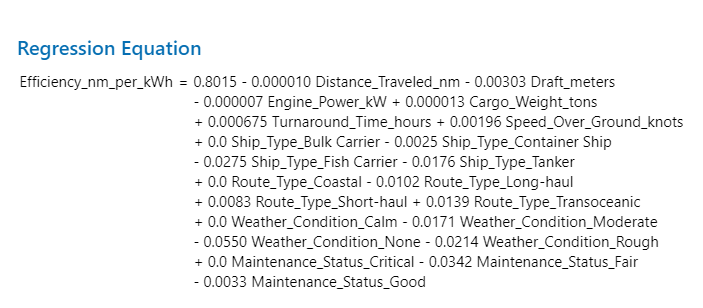 Regression Equation
Efficiency_nm_per_kWh = 0.8015 - 0.000010 Distance_Traveled_nm - 0.00303 Draft_meters
- 0.000007 Engine_Power_kW + 0.000013 Cargo_Weight_tons
+ 0.000675 Turnaround_Time_hours + 0.00196 Speed_Over_Ground_knots
+ 0.0 Ship_Type_Bulk Carrier - 0.0025 Ship_Type_Container Ship
- 0.0275 Ship_Type_Fish Carrier - 0.0176 Ship_Type_Tanker
+ 0.0 Route_Type_Coastal - 0.0102 Route_Type_Long-haul
+ 0.0083 Route_Type_Short-haul + 0.0139 Route_Type_Transoceanic
+ 0.0 Weather_Condition_Calm - 0.0171 Weather_Condition_Moderate
- 0.0550 Weather_Condition_None - 0.0214 Weather_Condition_Rough
+ 0.0 Maintenance_Status_Critical - 0.0342 Maintenance_Status_Fair
- 0.0033 Maintenance_Status_Good